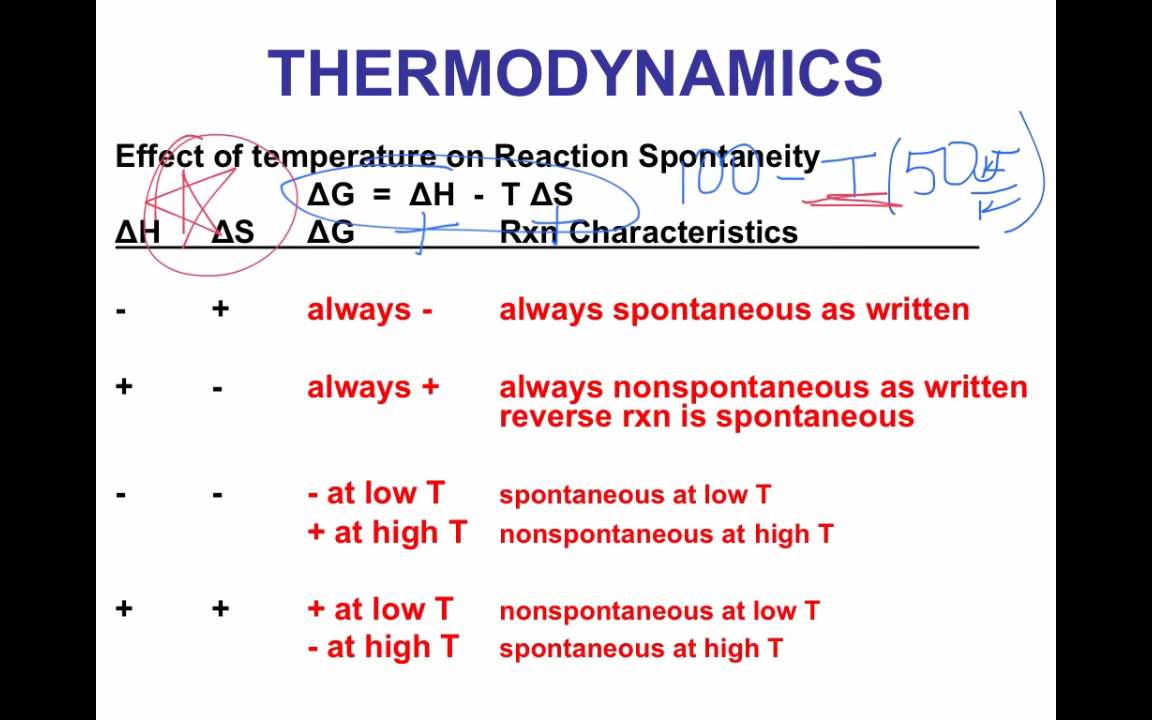 THERMODYNAMICS
Effect of temperature on Reaction Spontaneity
ΔG = ΔH - T ΔS
100 - T (50
K
ΔH ΔS ΔG Rxn Characteristics
+ +
- + always - always spontaneous as written
+ - always + always nonspontaneous as written
reverse rxn is spontaneous
- - - at low T spontaneous at low T
+ at high T nonspontaneous at high T
+ + + at low T nonspontaneous at low T
- at high T spontaneous at high T